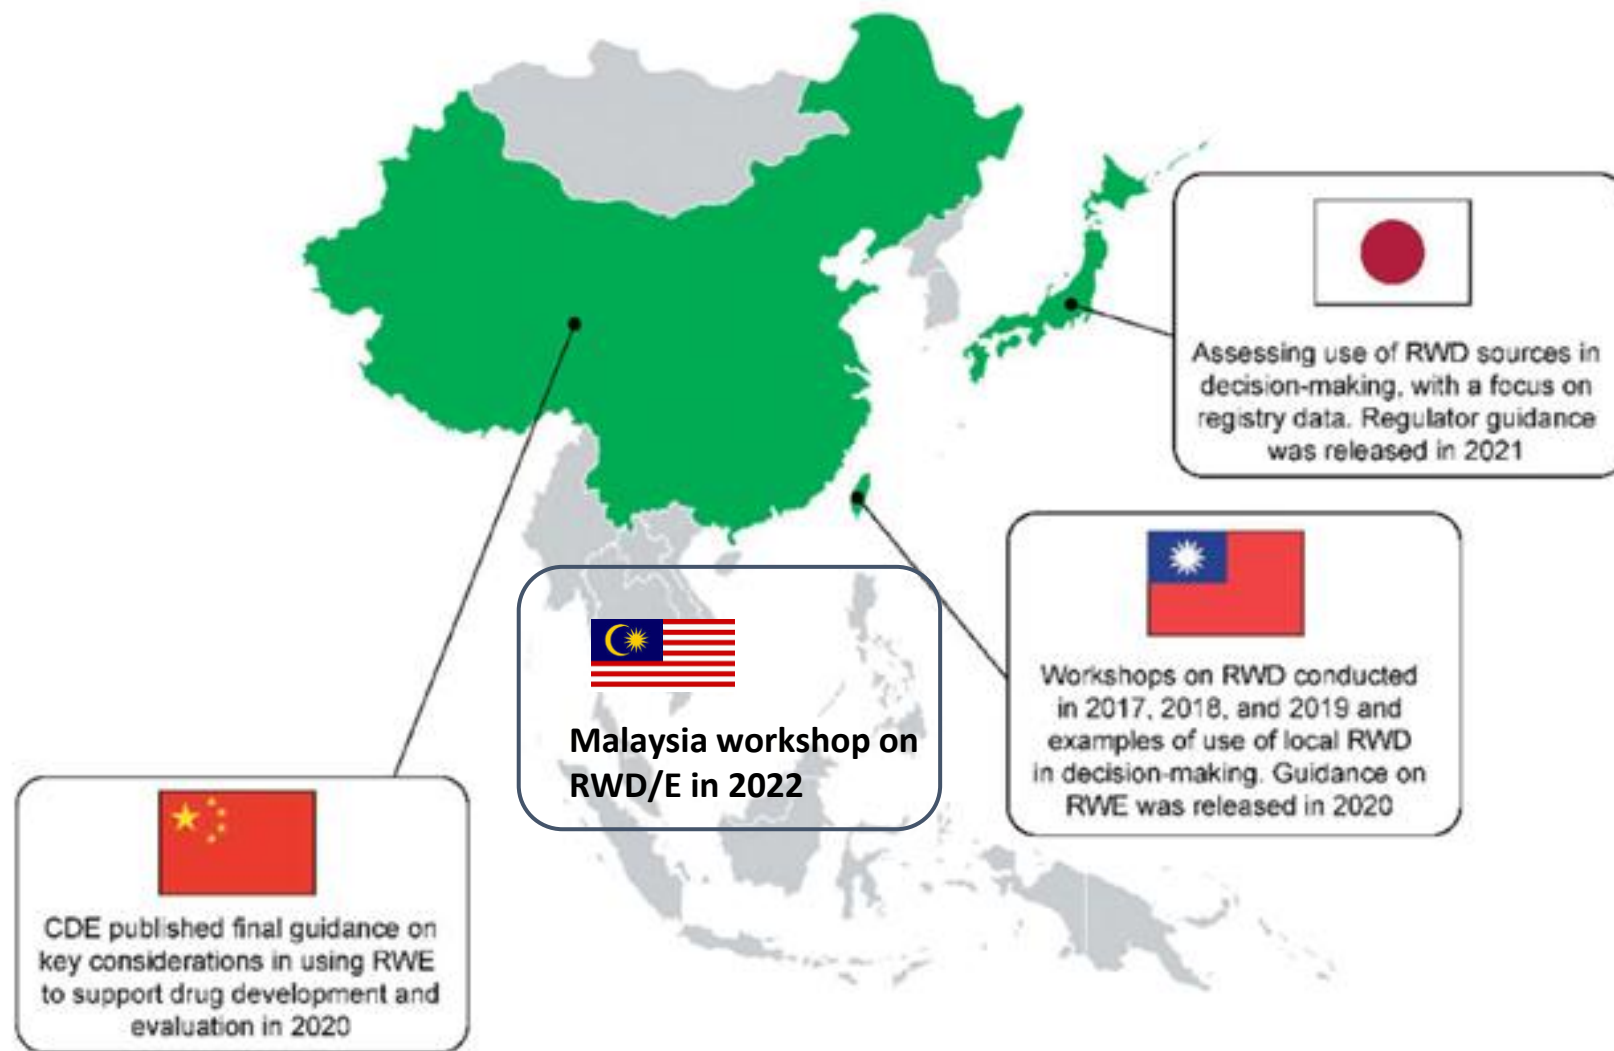 Assessing use of RWD sources in
decision-making, with a focus on
registry data. Regulator guidance
was released in 2021
Workshops on RWD conducted
in 2017, 2018, and 2019 and
examples of use of local RWD
in decision-making. Guidance on
RWE was released in 2020
Malaysia workshop on
RWD/E in 2022
CDE published final guidance on
key considerations in using RWE
to support drug development and
evaluation in 2020